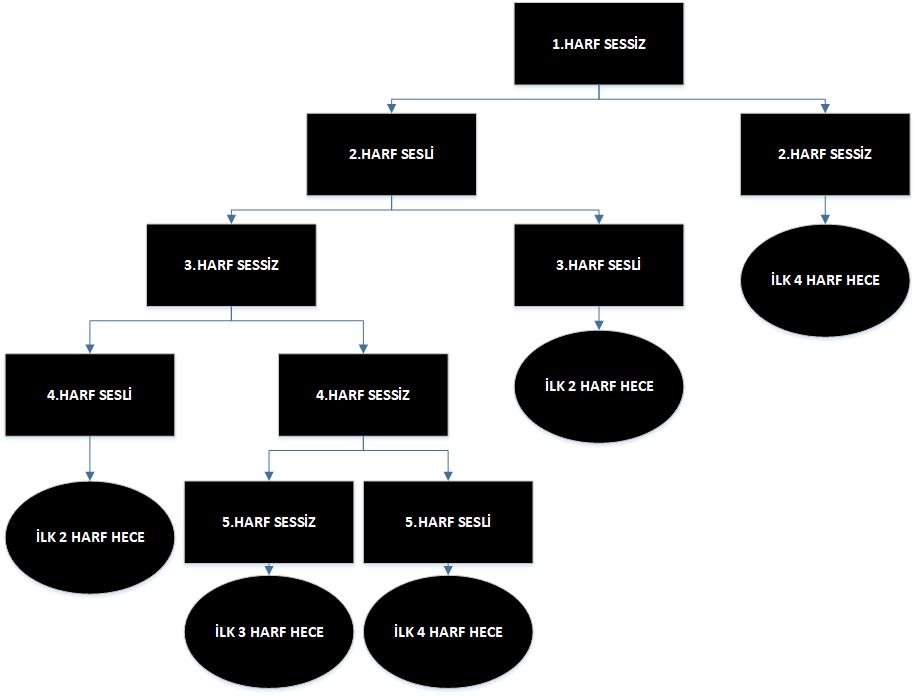 1.HARF SESSİZ
2.HARF SESLİ
2.HARF SESSİZ
3.HARF SESSİZ
3.HARF SESLİ
İLK 4 HARF HECE
4.HARF SESLİ
4.HARF SESSİZ
İLK 2 HARF HECE
5.HARF SESSİZ
5.HARF SESLİ
İLK 2 HARF HECE
İLK 3 HARF HECE
İLK 4 HARF HECE